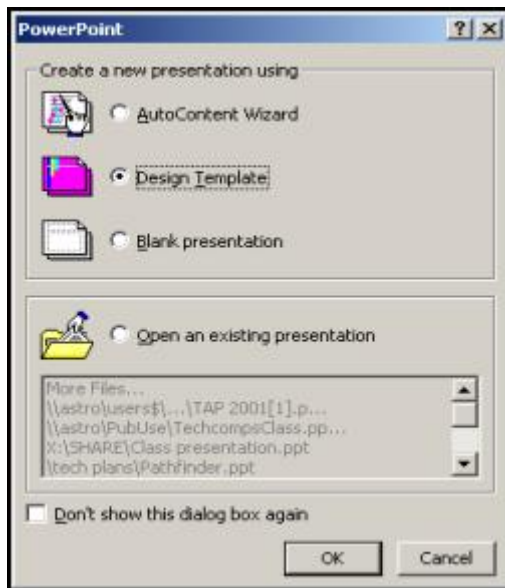 PowerPoint
Create a new presentation using
AutoContent Wizard
Design Template
Blank presentation
Open an existing presentation
More Files...
\\astro\users$\...\TAP 2001[1].p...
\\astro\PubUse\TechcompsClass.pp...
X:\SHARE\Class presentation.ppt
\tech plans\Pathfinder.ppt
Don't show this dialog box again
OK Cancel